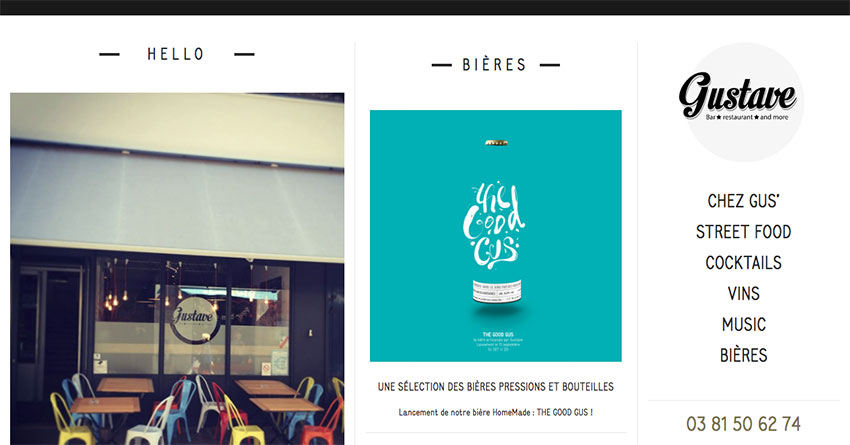 HELLO
Gustave
BIÈRES
The
Good
Gus
THE GOOD GUS
UNE SÉLECTION DES BIÈRES PRESSIONS ET BOUTEILLES
Lancement de notre bière HomeMade : THE GOOD GUS !
Gustave
Bar★restaurant★and more
CHEZ GUS'
STREET FOOD
COCKTAILS
VINS
MUSIC
BIÈRES
03 81 50 62 74